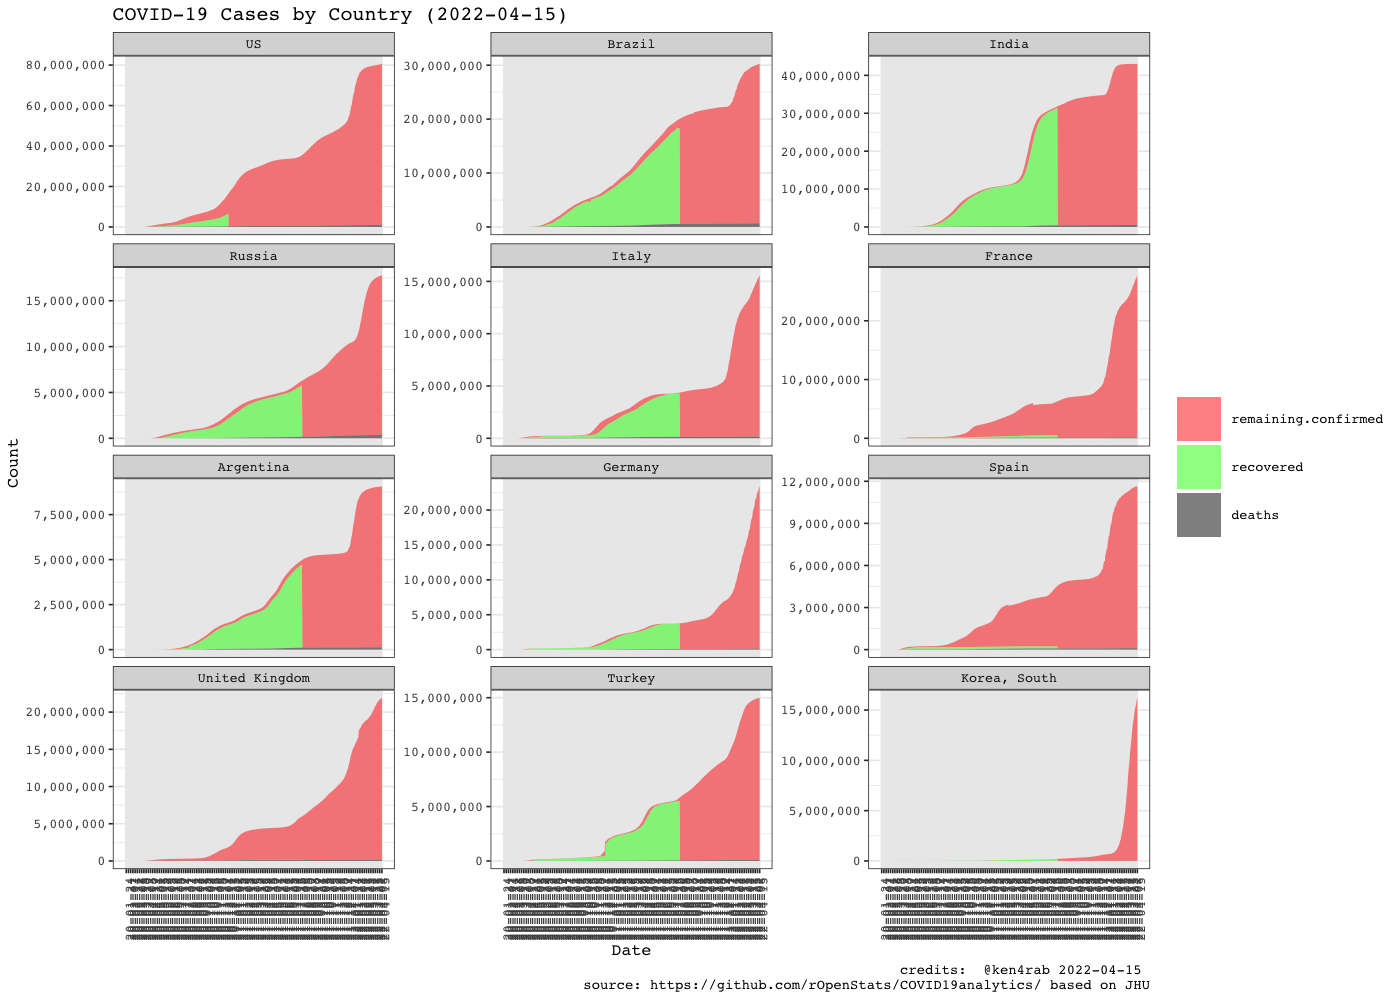 COVID-19 Cases by Country (2022-04-15)
US
Brazil
India
80,000,000
60,000,000
40,000,000
20,000,000
0
30,000,000
20,000,000
10,000,000
0
40,000,000
30,000,000
20,000,000
10,000,000
0
Russia
Italy
France
15,000,000
10,000,000
5,000,000
0
15,000,000
10,000,000
5,000,000
0
20,000,000
10,000,000
0
Argentina
Germany
Spain
7,500,000
5,000,000
2,500,000
0
20,000,000
15,000,000
10,000,000
5,000,000
0
12,000,000
9,000,000
6,000,000
3,000,000
0
United Kingdom
Turkey
Korea, South
20,000,000
15,000,000
10,000,000
5,000,000
0
15,000,000
10,000,000
5,000,000
0
15,000,000
10,000,000
5,000,000
0
Count
Date
remaining.confirmed
recovered
deaths
credits: @ken4rab 2022-04-15
source: https://github.com/rOpenStats/COVID19analytics/ based on JHU